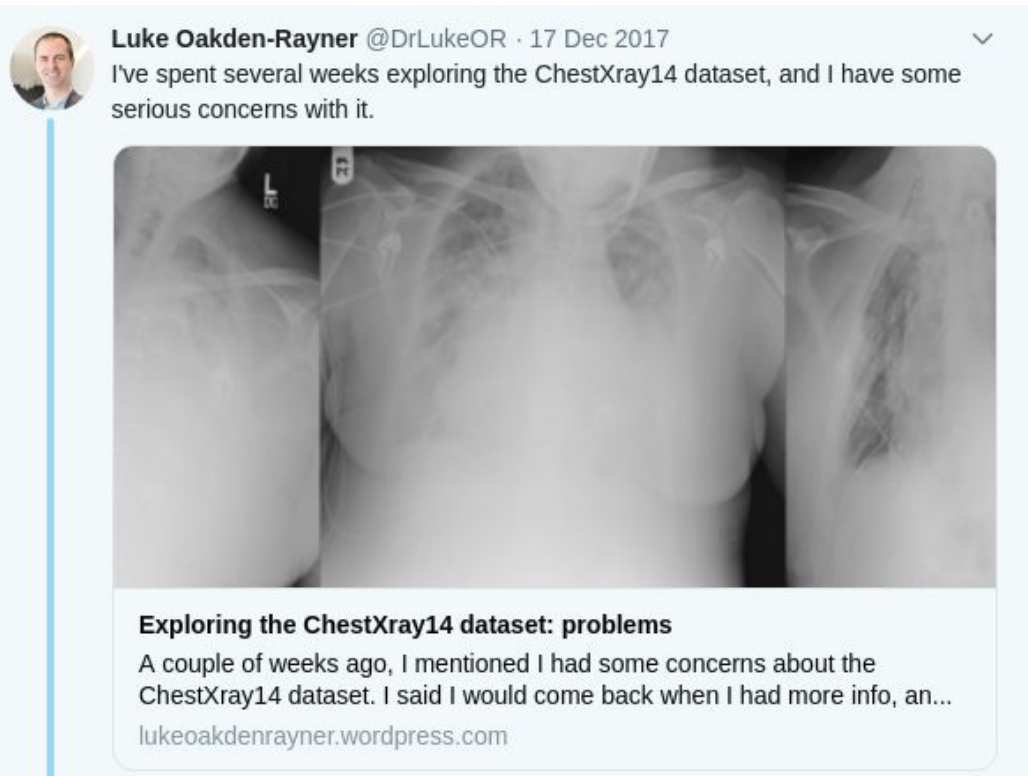 Luke Oakden-Rayner @DrLukeOR · 17 Dec 2017
I've spent several weeks exploring the ChestXray14 dataset, and I have some
serious concerns with it.
L
R
Exploring the ChestXray14 dataset: problems
A couple of weeks ago, I mentioned I had some concerns about the
ChestXray14 dataset. I said I would come back when I had more info, an...
lukeoakdenrayner.wordpress.com